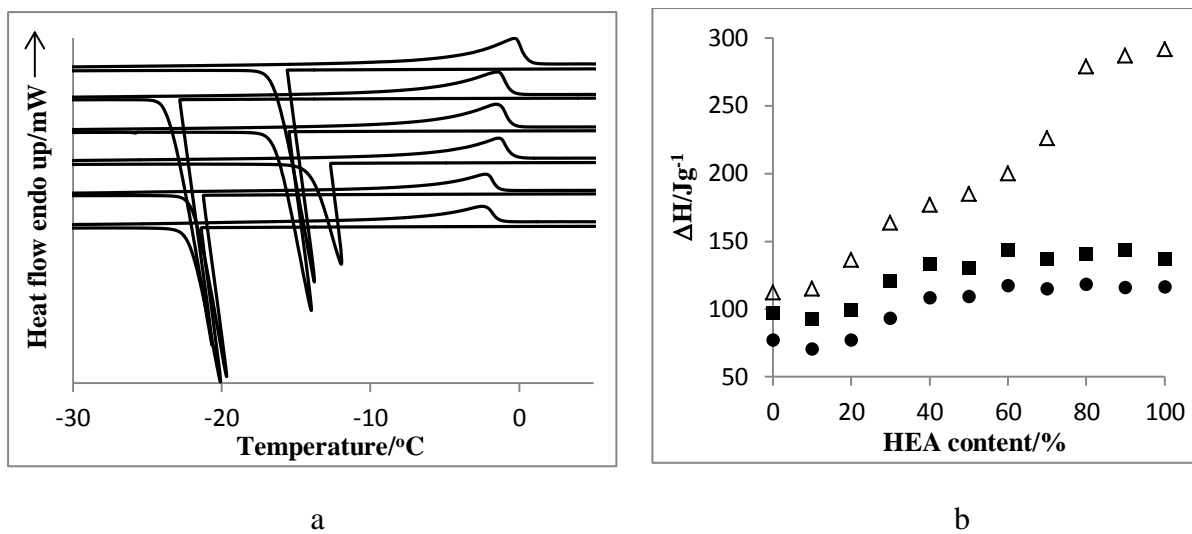 Heat flow endo up/mW →
-30
-20
-10
0
Temperature/°C
a
ΔH/Jg⁻¹
300
250
200
150
100
50
0
20
40
60
80
100
HEA content/%
b